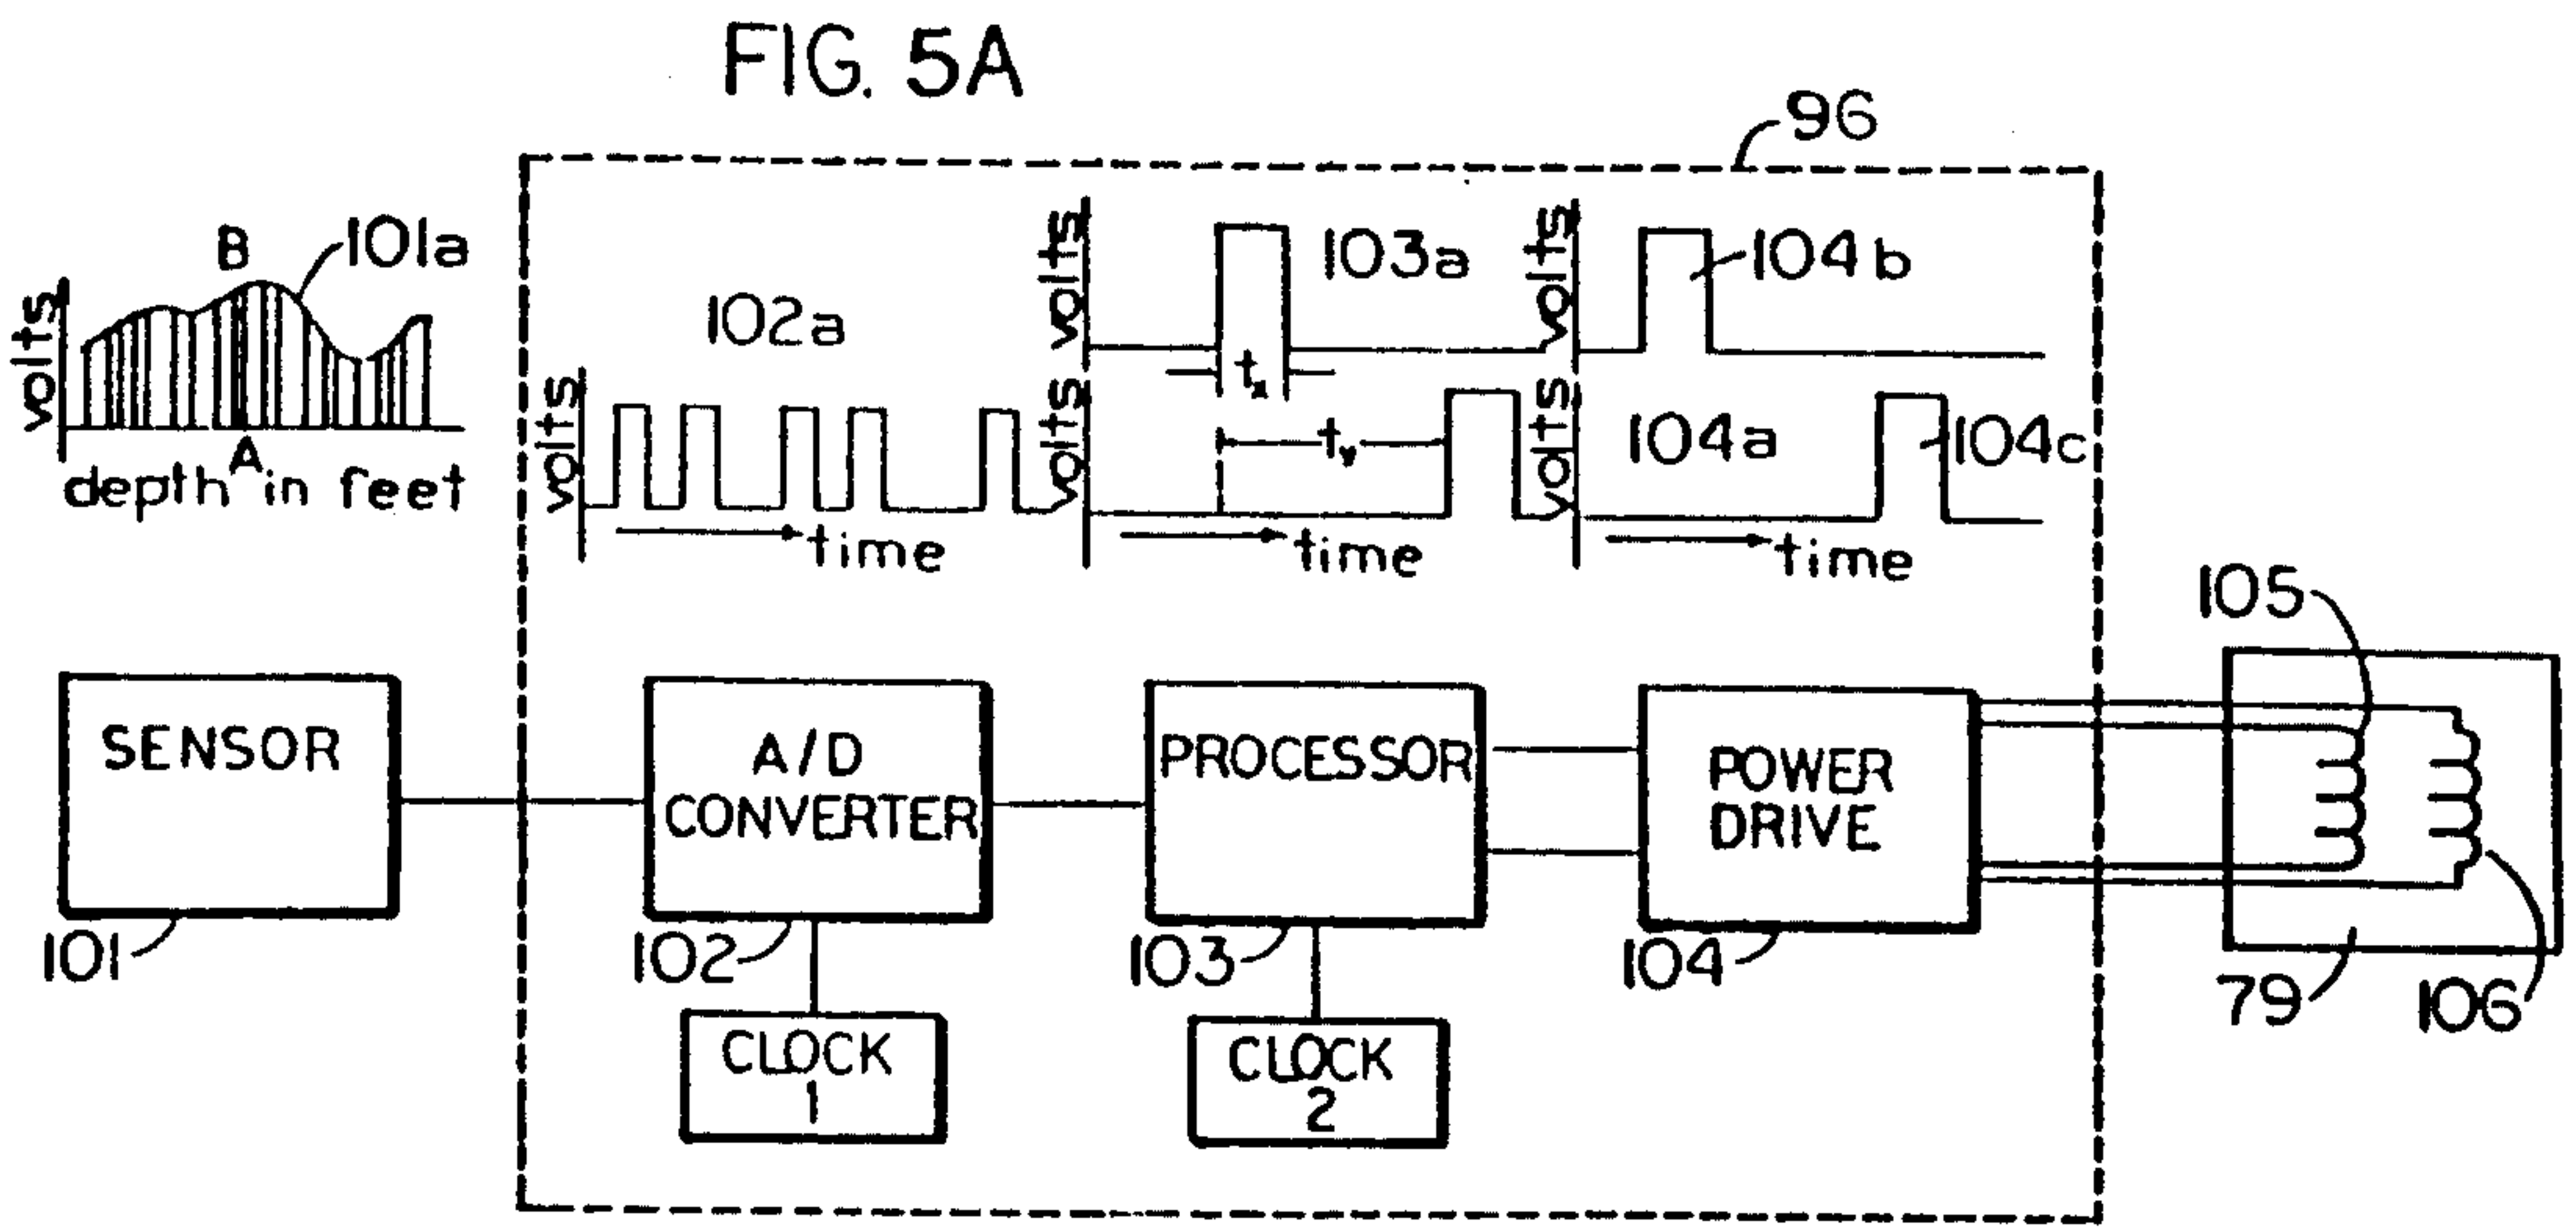 FIG. 5A
96
B
101a
volts
A
depth in feet
102a
volts
time
volts
103a
tx
volts
ty
time
volts
104b
volts
104a
104c
time
SENSOR
101
A/D
CONVERTER
102
CLOCK
1
PROCESSOR
103
CLOCK
2
POWER
DRIVE
104
105
79
106